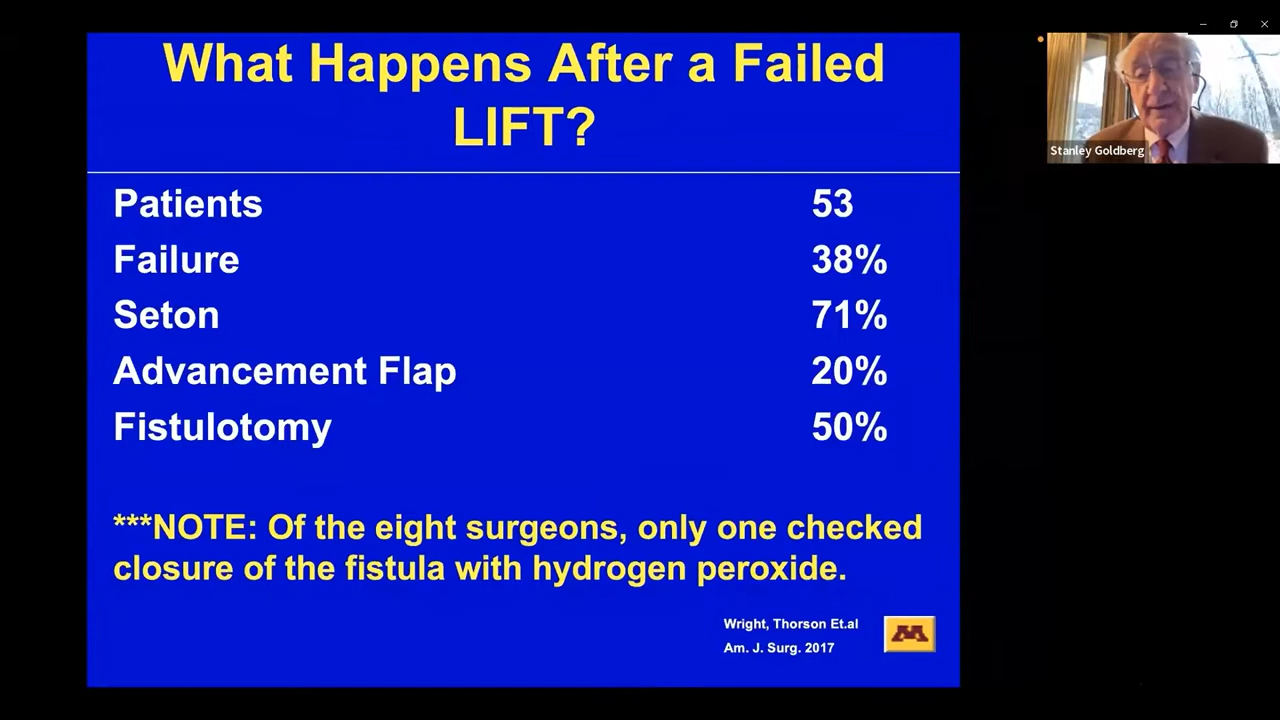 What Happens After a Failed
LIFT?
Patients 53
Failure 38%
Seton 71%
Advancement Flap 20%
Fistulotomy 50%
***NOTE: Of the eight surgeons, only one checked
closure of the fistula with hydrogen peroxide.
Wright, Thorson Et.al
Am. J. Surg. 2017
M
Stanley Goldberg